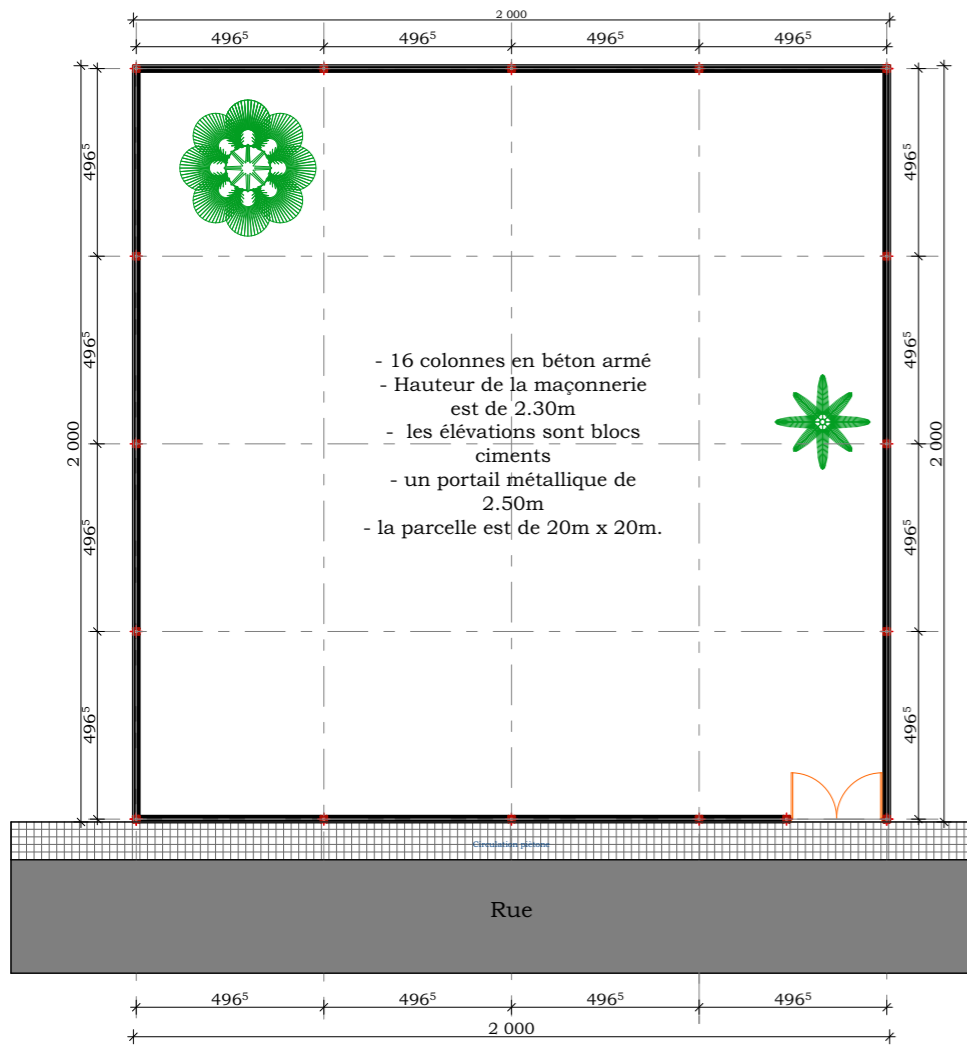 2 000
496⁵ 496⁵ 496⁵ 496⁵
496⁵ 496⁵
496⁵ 496⁵
2 000 2 000
496⁵ 496⁵
496⁵ 496⁵
- 16 colonnes en béton armé
- Hauteur de la maçonnerie
est de 2.30m
- les élévations sont blocs
ciments
- un portail métallique de
2.50m
- la parcelle est de 20m x 20m.
Circulation piétone
Rue
496⁵ 496⁵ 496⁵ 496⁵
2 000